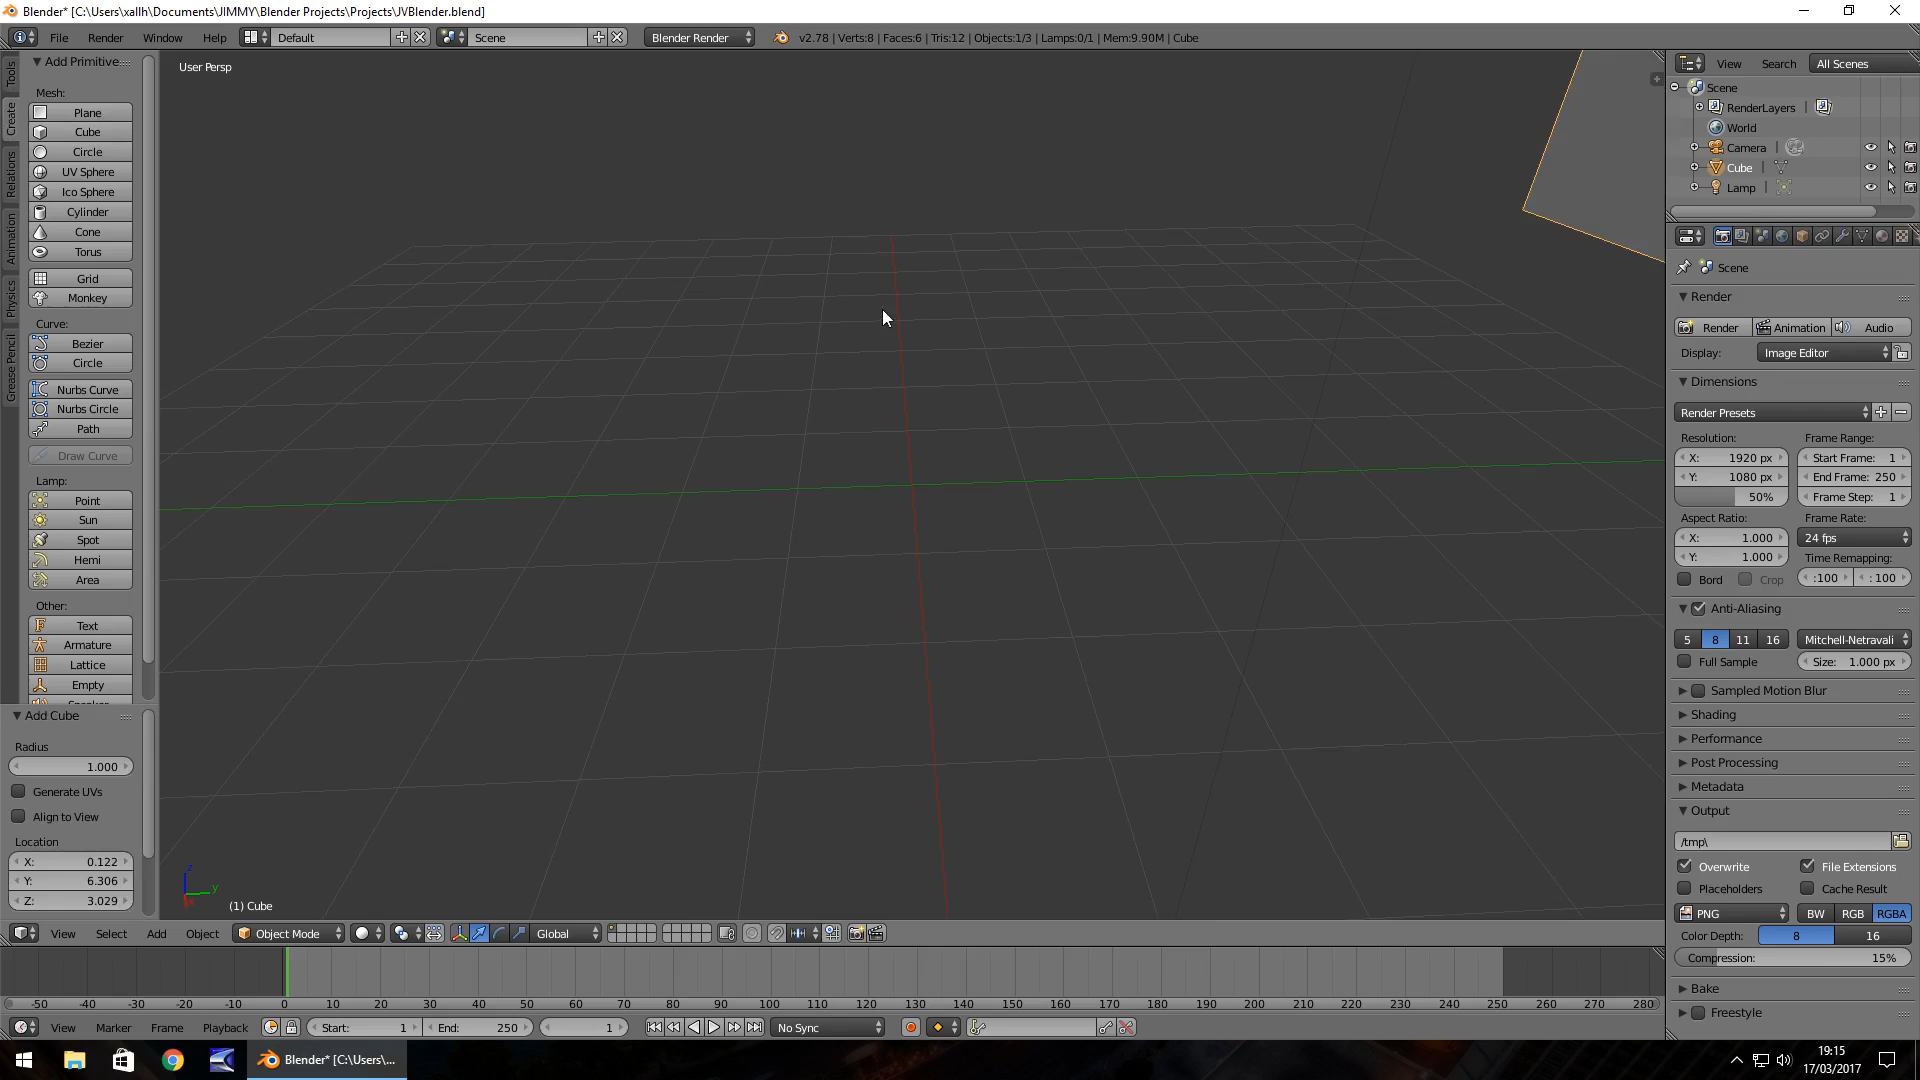 Blender* [C:\Users\xallh\Documents\JIMMY\Blender Projects\Projects\JVBlender.blend]
File Render Window Help Default Scene Blender Render v2.78 | Verts:8 | Faces:6 | Tris:12 | Objects:1/3 | Lamps:0/1 | Mem:9.90M | Cube
Tools
Create
Relations
Animation
Physics
Grease Pencil
Add Primitive
Mesh:
Plane
Cube
Circle
UV Sphere
Ico Sphere
Cylinder
Cone
Torus
Grid
Monkey
Curve:
Bezier
Circle
Nurbs Curve
Nurbs Circle
Path
Draw Curve
Lamp:
Point
Sun
Spot
Hemi
Area
Other:
Text
Armature
Lattice
Empty
Add Cube
Radius
1.000
Generate UVs
Align to View
Location
X: 0.122
Y: 6.306
Z: 3.029
User Persp
z
y
(1) Cube
View Select Add Object Object Mode Global
-50 -40 -30 -20 -10 0 10 20 30 40 50 60 70 80 90 100 110 120 130 140 150 160 170 180 190 200 210 220 230 240 250 260 270 280
View Marker Frame Playback Start: 1 End: 250 1 No Sync
View Search All Scenes
Scene
RenderLayers |
World
Camera |
Cube |
Lamp |
Scene
Render
Render Animation Audio
Display: Image Editor
Dimensions
Render Presets
Resolution: Frame Range:
X: 1920 px Start Frame: 1
Y: 1080 px End Frame: 250
50% Frame Step: 1
Aspect Ratio: Frame Rate:
X: 1.000 24 fps
Y: 1.000 Time Remapping:
Bord Crop :100 : 100
Anti-Aliasing
5 8 11 16 Mitchell-Netravali
Full Sample Size: 1.000 px
Sampled Motion Blur
Shading
Performance
Post Processing
Metadata
Output
/tmp\
Overwrite File Extensions
Placeholders Cache Result
PNG BW RGB RGBA
Color Depth: 8 16
Compression: 15%
Bake
Freestyle
Blender* [C:\Users\...
19:15
17/03/2017